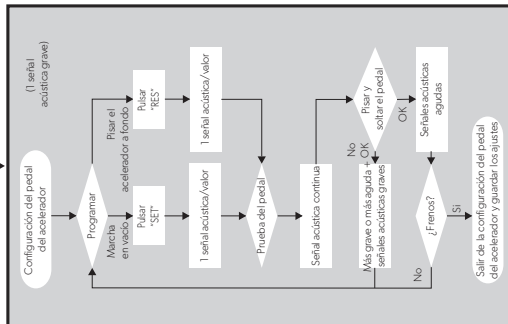 Configuración del pedal
del acelerador
(1 señal
acústica grave)
Programar
Marcha
en vacío
Pisar el
acelerador a fondo
Pulsar
"SET"
Pulsar
"RES"
1 señal acústica/valor
1 señal acústica/valor
Prueba del pedal
Señal acústica continua
Pisar y
soltar el pedal
No
OK
OK
Más grave o más aguda +
señales acústicas graves
Señales acústicas
agudas
¿Frenos?
No
Si
Salir de la configuración del pedal
del acelerador y guardar los ajustes